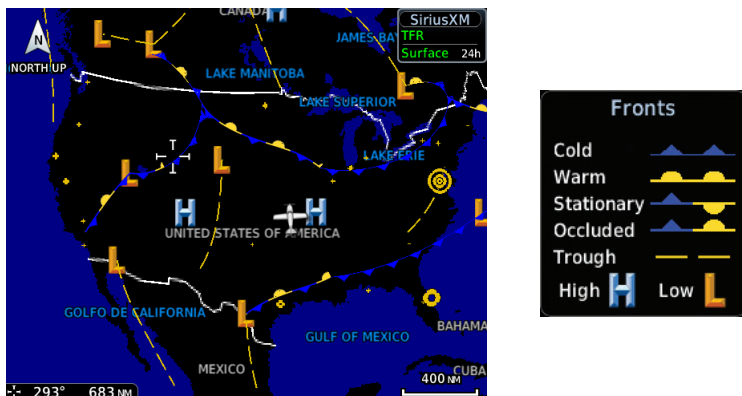 CANADA
SiriusXM
TFR
Surface 24h
N
NORTH UP
JAMES BAY
LAKE MANITOBA
LAKE SUPERIOR
LAKE ERIE
UNITED STATES OF AMERICA
GOLFO DE CALIFORNIA
GULF OF MEXICO
BAHAMA
MEXICO
CUBA
400 NM
293° 683 NM
Fronts
Cold
Warm
Stationary
Occluded
Trough
High H Low L